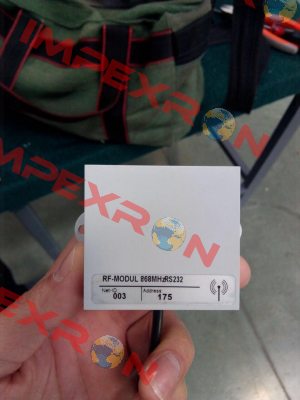 IMPEXRON
IMPEXRON
IMPEXRON
RF-MODUL 868MHz RS232
Net ID Address
003 175